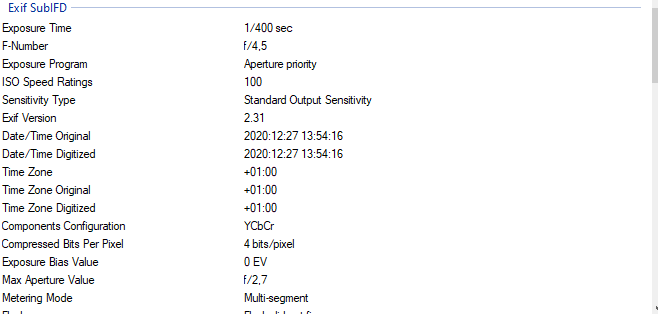 Exif SubIFD
Exposure Time 1/400 sec
F-Number f/4,5
Exposure Program Aperture priority
ISO Speed Ratings 100
Sensitivity Type Standard Output Sensitivity
Exif Version 2.31
Date/Time Original 2020:12:27 13:54:16
Date/Time Digitized 2020:12:27 13:54:16
Time Zone +01:00
Time Zone Original +01:00
Time Zone Digitized +01:00
Components Configuration YCbCr
Compressed Bits Per Pixel 4 bits/pixel
Exposure Bias Value 0 EV
Max Aperture Value f/2,7
Metering Mode Multi-segment